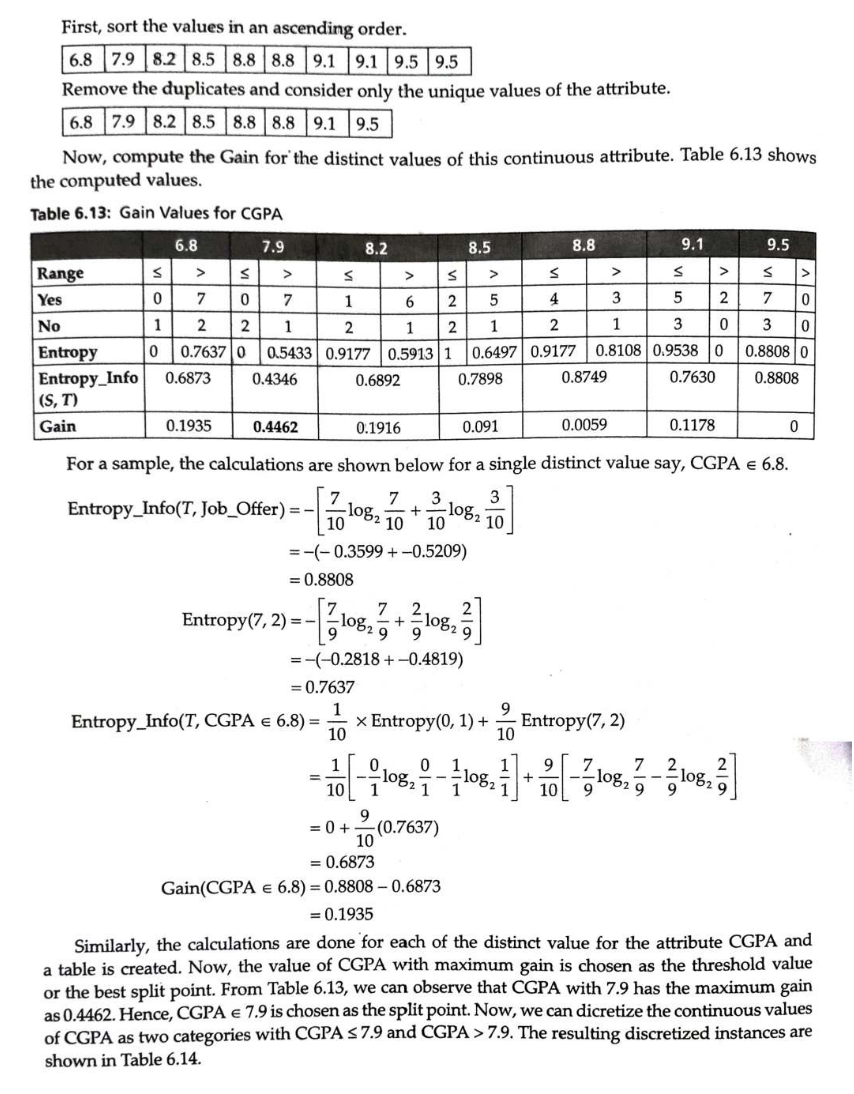 First, sort the values in an ascending order.
6.8 7.9 8.2 8.5 8.8 8.8 9.1 9.1 9.5 9.5
Remove the duplicates and consider only the unique values of the attribute.
6.8 7.9 8.2 8.5 8.8 8.8 9.1 9.5
Now, compute the Gain for the distinct values of this continuous attribute. Table 6.13 shows
the computed values.
Table 6.13: Gain Values for CGPA
6.8 7.9 8.2 8.5 8.8 9.1 9.5
Range ≤ > ≤ > ≤ > ≤ > ≤ > ≤ > ≤ >
Yes 0 7 0 7 1 6 2 5 4 3 5 2 7 0
No 1 2 2 1 2 1 2 1 2 1 3 0 3 0
Entropy 0 0.7637 0 0.5433 0.9177 0.5913 1 0.6497 0.9177 0.8108 0.9538 0 0.8808 0
Entropy_Info (S, T) 0.6873 0.4346 0.6892 0.7898 0.8749 0.7630 0.8808
Gain 0.1935 0.4462 0.1916 0.091 0.0059 0.1178 0
For a sample, the calculations are shown below for a single distinct value say, CGPA ∈ 6.8.
Entropy_Info(T, Job_Offer) = −[7/10 log₂ 7/10 + 3/10 log₂ 3/10]
= −(− 0.3599 + −0.5209)
= 0.8808
Entropy(7, 2) = −[7/9 log₂ 7/9 + 2/9 log₂ 2/9]
= −(−0.2818 + −0.4819)
= 0.7637
Entropy_Info(T, CGPA ∈ 6.8) = 1/10 × Entropy(0, 1) + 9/10 Entropy(7, 2)
= 1/10 [−0/1 log₂ 0/1 − 1/1 log₂ 1/1] + 9/10 [−7/9 log₂ 7/9 − 2/9 log₂ 2/9]
= 0 + 9/10 (0.7637)
= 0.6873
Gain(CGPA ∈ 6.8) = 0.8808 − 0.6873
= 0.1935
Similarly, the calculations are done for each of the distinct value for the attribute CGPA and
a table is created. Now, the value of CGPA with maximum gain is chosen as the threshold value
or the best split point. From Table 6.13, we can observe that CGPA with 7.9 has the maximum gain
as 0.4462. Hence, CGPA ∈ 7.9 is chosen as the split point. Now, we can dicretize the continuous values
of CGPA as two categories with CGPA ≤ 7.9 and CGPA > 7.9. The resulting discretized instances are
shown in Table 6.14.